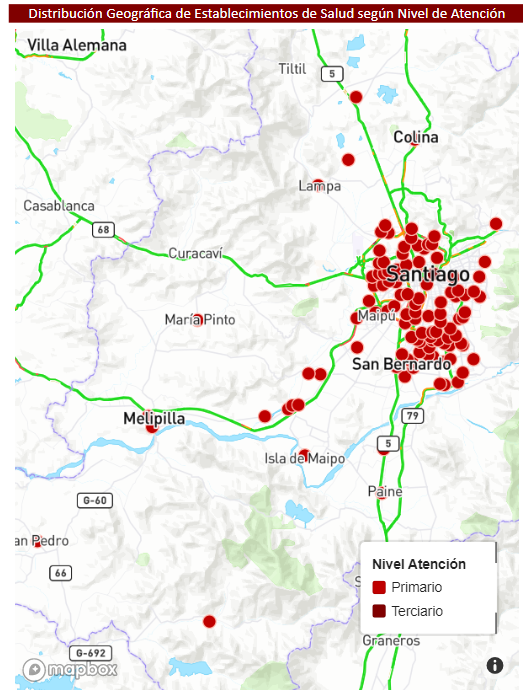 Distribución Geográfica de Establecimientos de Salud según Nivel de Atención
Villa Alemana
Tiltil
5
Colina
Lampa
Casablanca
68
Curacaví
Santiago
María Pinto
Maipú
San Bernardo
Melipilla
79
5
Isla de Maipo
Paine
G-60
an Pedro
66
Nivel Atención
Primario
Terciario
S
Graneros
G-692
mapbox
i